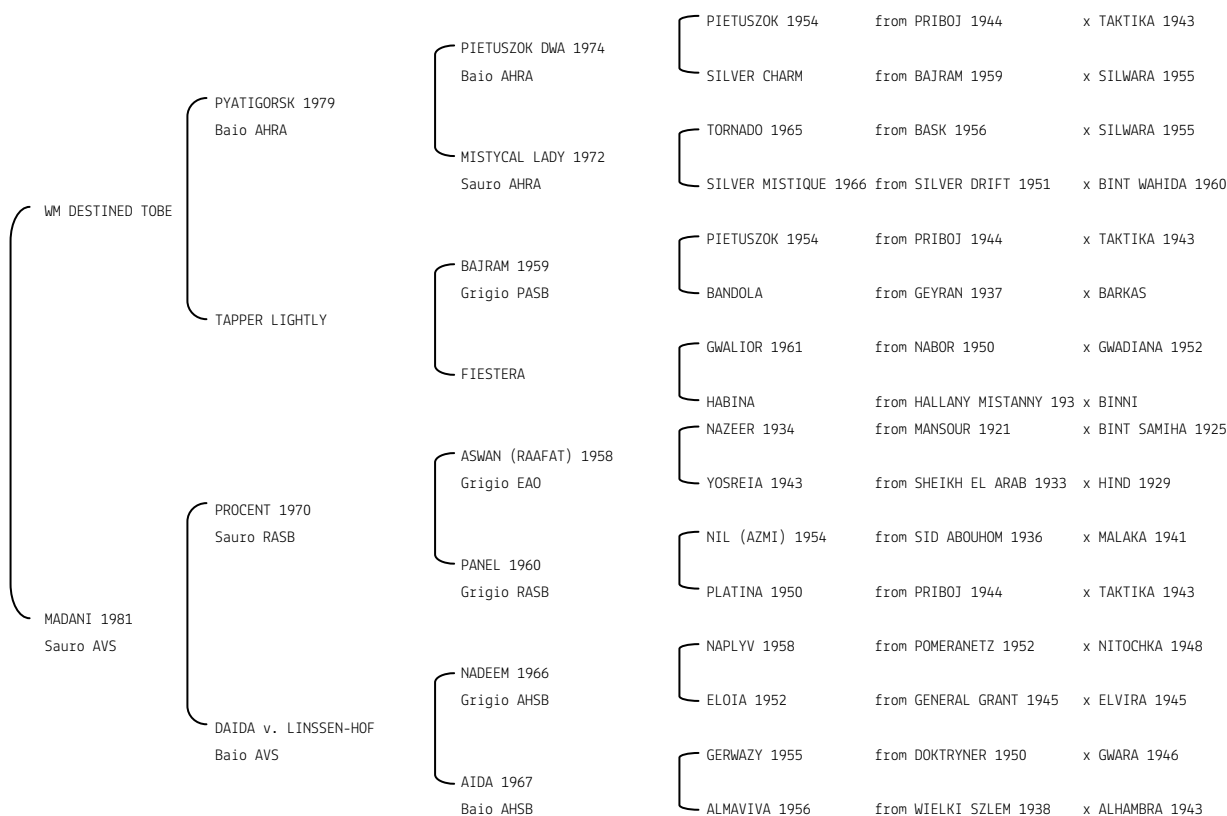 PIETUSZOK 1954 from PRIBOJ 1944 x TAKTIKA 1943
PIETUSZOK DWA 1974
Baio AHRA
SILVER CHARM from BAJRAM 1959 x SILWARA 1955
PYATIGORSK 1979
Baio AHRA
TORNADO 1965 from BASK 1956 x SILWARA 1955
MISTYCAL LADY 1972
Sauro AHRA
SILVER MISTIQUE 1966 from SILVER DRIFT 1951 x BINT WAHIDA 1960
WM DESTINED TOBE
PIETUSZOK 1954 from PRIBOJ 1944 x TAKTIKA 1943
BAJRAM 1959
Grigio PASB
BANDOLA from GEYRAN 1937 x BARKAS
TAPPER LIGHTLY
GWALIOR 1961 from NABOR 1950 x GWADIANA 1952
FIESTERA
HABINA from HALLANY MISTANNY 193 x BINNI
NAZEER 1934 from MANSOUR 1921 x BINT SAMIHA 1925
ASWAN (RAAFAT) 1958
Grigio EAO
YOSREIA 1943 from SHEIKH EL ARAB 1933 x HIND 1929
PROCENT 1970
Sauro RASB
NIL (AZMI) 1954 from SID ABOUHOM 1936 x MALAKA 1941
PANEL 1960
Grigio RASB
PLATINA 1950 from PRIBOJ 1944 x TAKTIKA 1943
MADANI 1981
Sauro AVS
NAPLYV 1958 from POMERANETZ 1952 x NITOCHKA 1948
NADEEM 1966
Grigio AHSB
ELOIA 1952 from GENERAL GRANT 1945 x ELVIRA 1945
DAIDA v. LINSSEN-HOF
Baio AVS
GERWAZY 1955 from DOKTRYNER 1950 x GWARA 1946
AIDA 1967
Baio AHSB
ALMAVIVA 1956 from WIELKI SZLEM 1938 x ALHAMBRA 1943